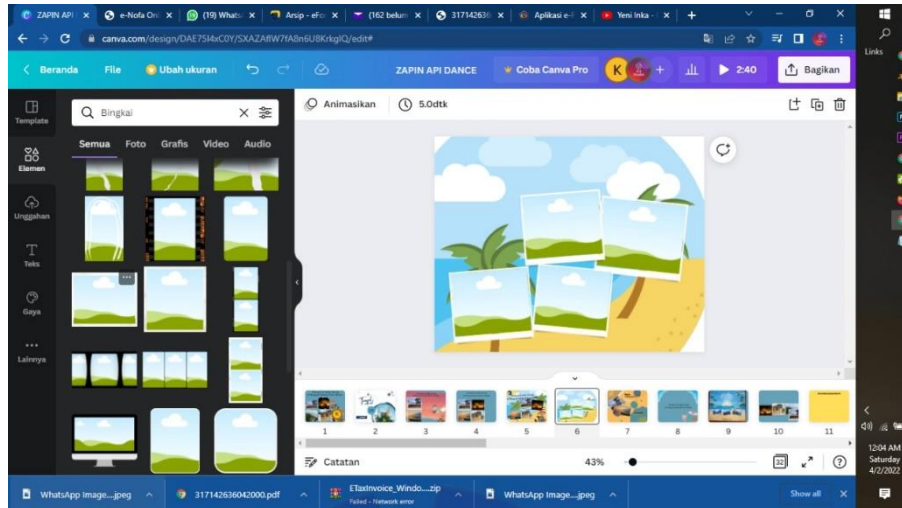 ZAPIN API
e-Nofa Onl
(19) Whats
Arsip - eFo
(162 belum
317142636
Aplikasi e-
Yeni Inka -
canva.com/design/DAE7SI4xC0Y/SXAZAflW7fA8n6U8KrkglQ/edit#
Links
Beranda
File
Ubah ukuran
ZAPIN API DANCE
Coba Canva Pro
K
2:40
Bagikan
Template
Elemen
Unggahan
Teks
Gaya
Lainnya
Bingkai
Semua
Foto
Grafis
Video
Audio
Animasikan
5.0dtk
1
2
3
4
5
6
7
8
9
10
11
Catatan
43%
32
12:04 AM
Saturday
4/2/2022
WhatsApp Image....jpeg
317142636042000.pdf
ETaxInvoice_Windo....zip
Failed - Network error
WhatsApp Image....jpeg
Show all